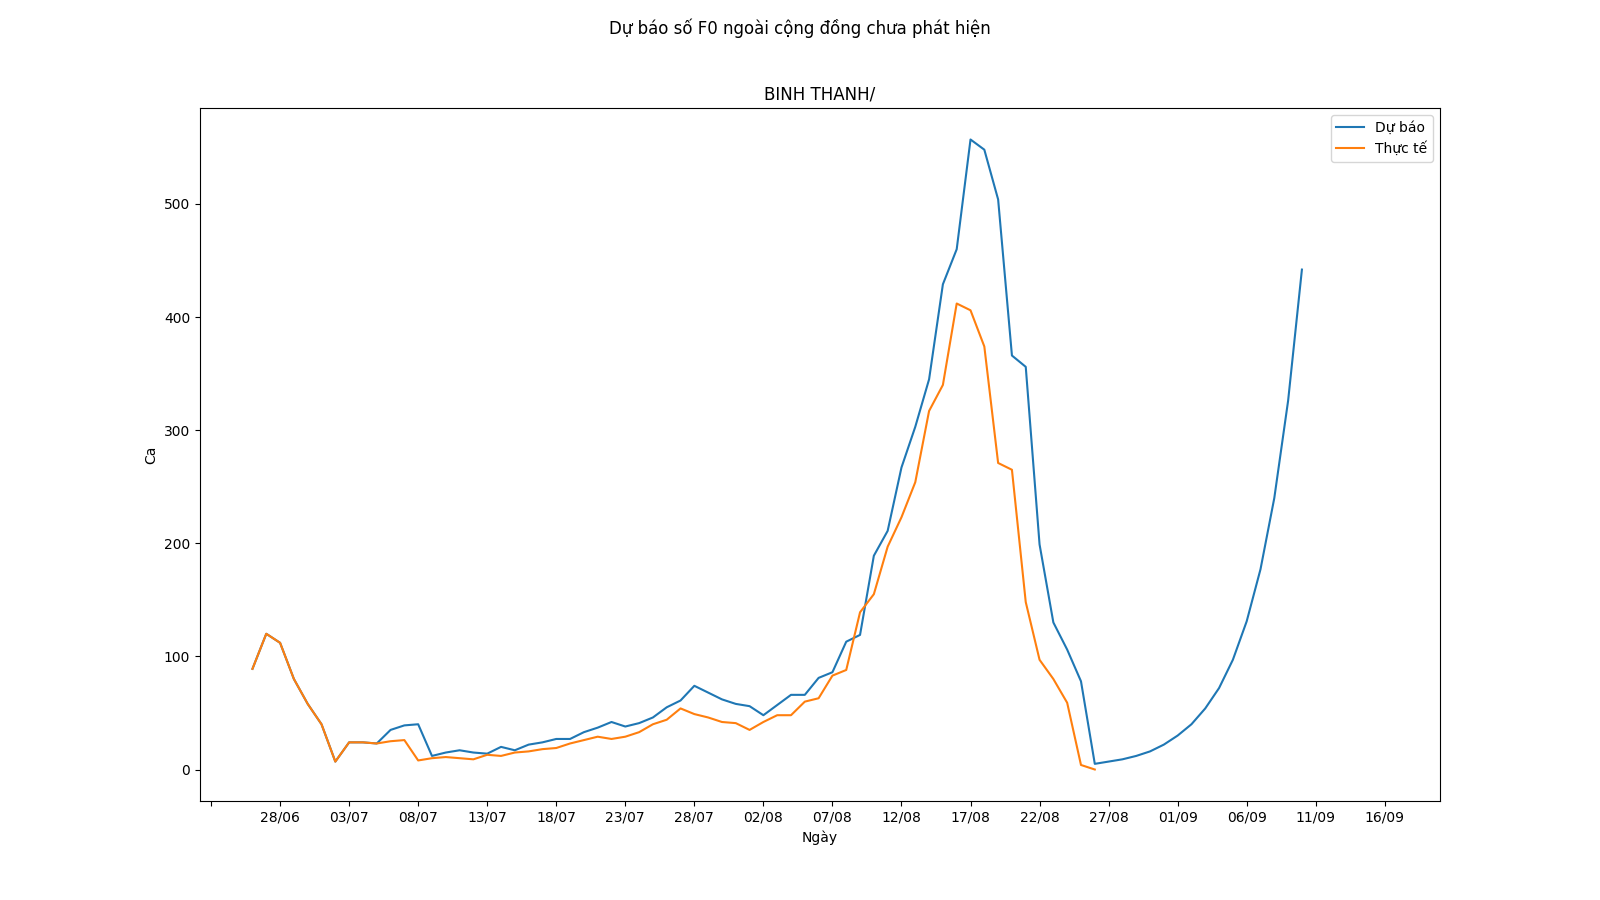 Dự báo số F0 ngoài cộng đồng chưa phát hiện
BINH THANH/
Dự báo
Thực tế
500
400
300
200
100
0
Ca
28/06 03/07 08/07 13/07 18/07 23/07 28/07 02/08 07/08 12/08 17/08 22/08 27/08 01/09 06/09 11/09 16/09
Ngày